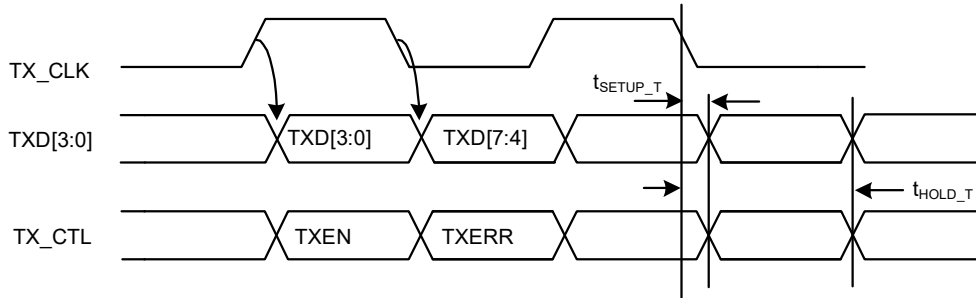 TX_CLK
tSETUP_T
TXD[3:0] TXD[3:0] TXD[7:4]
tHOLD_T
TX_CTL TXEN TXERR